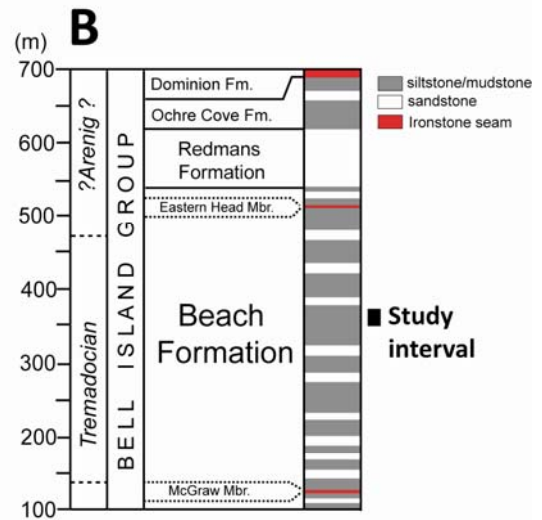 B
(m)
700
600
500
400
300
200
100
?Arenig ?
Tremadocian
BELL ISLAND GROUP
Dominion Fm.
Ochre Cove Fm.
Redmans
Formation
Eastern Head Mbr.
Beach
Formation
McGraw Mbr.
siltstone/mudstone
sandstone
Ironstone seam
Study
interval